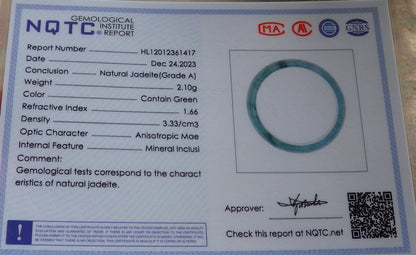 NQTC GEMOLOGICAL INSTITUTE REPORT
MA
GNRS
Report Number HL12012361417
Date Dec 24,2023
Conclusion Natural Jadeite(Grade A)
Weight 2.10g
Color Contain Green
Refractive Index 1.66
Density 3.33/cm3
Optic Character Anisotropic Mae
Internal Feature Mineral Inclusi
Comment:
Gemological tests correspond to the charact
eristics of natural jadeite.
Approver:
Check this report at NQTC.net